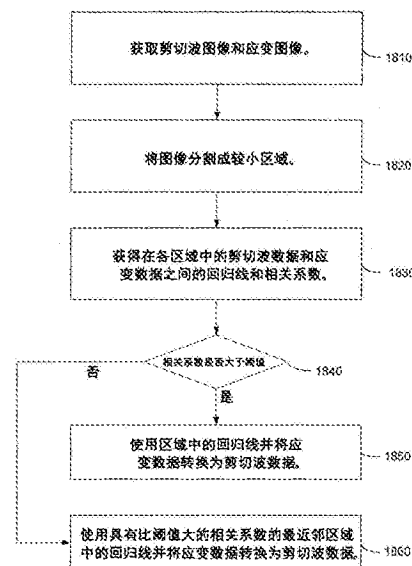 获取剪切波图像和应变图像。
1810
将图像分割成较小区域。
1820
获得在各区域中的剪切波数据和应
变数据之间的回归线和相关系数。
1830
相关系数是否大于阈值
1840
否
是
使用区域中的回归线并将应
变数据转换为剪切波数据。
1850
使用具有比阈值大的相关系数的最近邻区域
中的回归线并将应变数据转换为剪切波数据。
1860